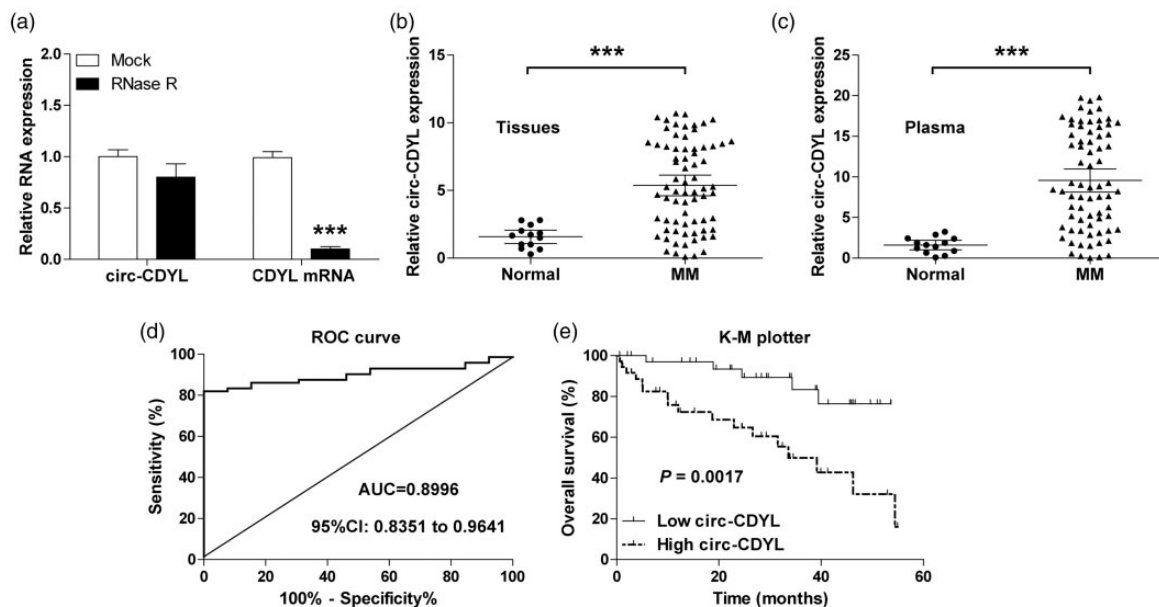 (a)
Relative RNA expression
2.0
1.5
1.0
0.5
0.0
Mock
RNase R
***
circ-CDYL
CDYL mRNA
(b)
Relative circ-CDYL expression
15
10
5
0
***
Tissues
Normal
MM
(c)
Relative circ-CDYL expression
25
20
15
10
5
0
***
Plasma
Normal
MM
(d)
ROC curve
Sensitivity (%)
100
80
60
40
20
0
AUC=0.8996
95%CI: 0.8351 to 0.9641
0 20 40 60 80 100
100% - Specificity%
(e)
K-M plotter
Overall survival (%)
100
80
60
40
20
0
P = 0.0017
Low circ-CDYL
High circ-CDYL
0 20 40 60
Time (months)